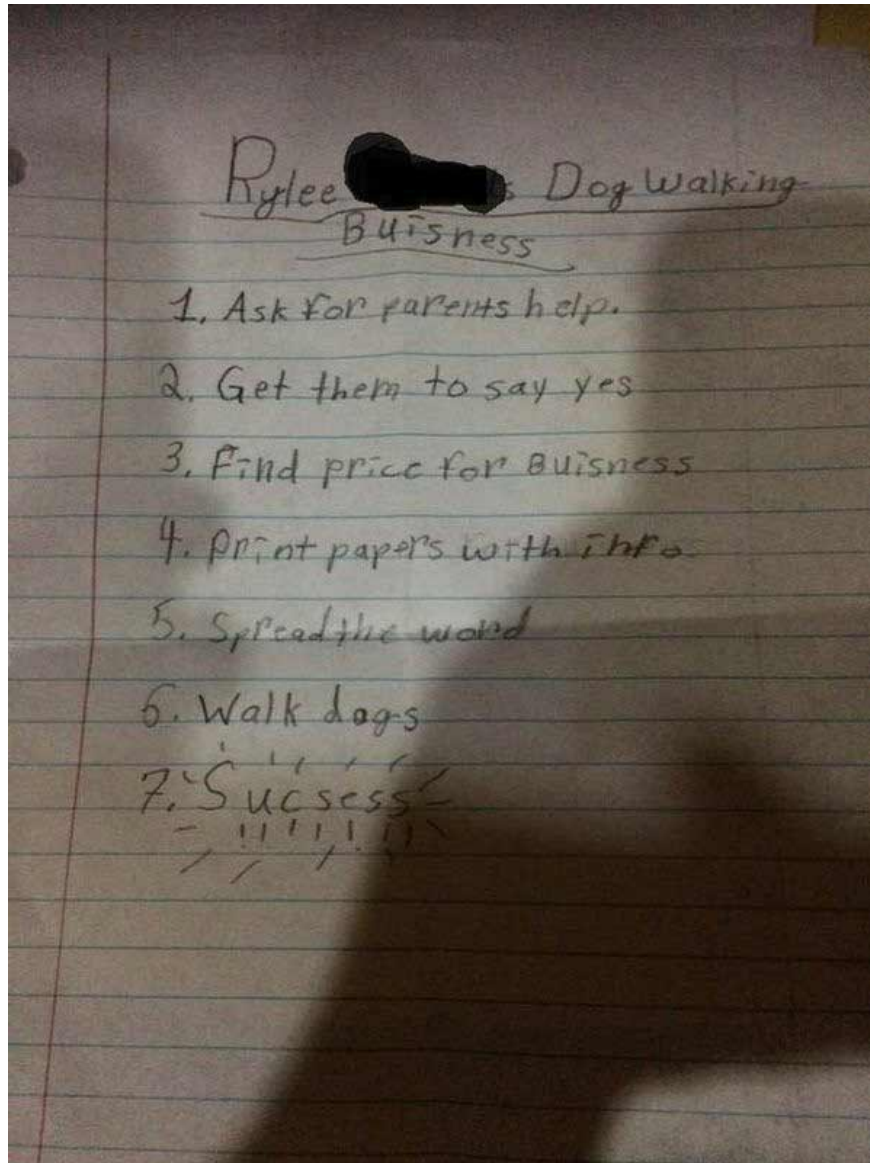 Rylee s Dog Walking
Buisness
1. Ask for parents help.
2. Get them to say yes
3. Find price for Buisness
4. print papers with info.
5. Spread the word
6. Walk dogs
7. Sucsess